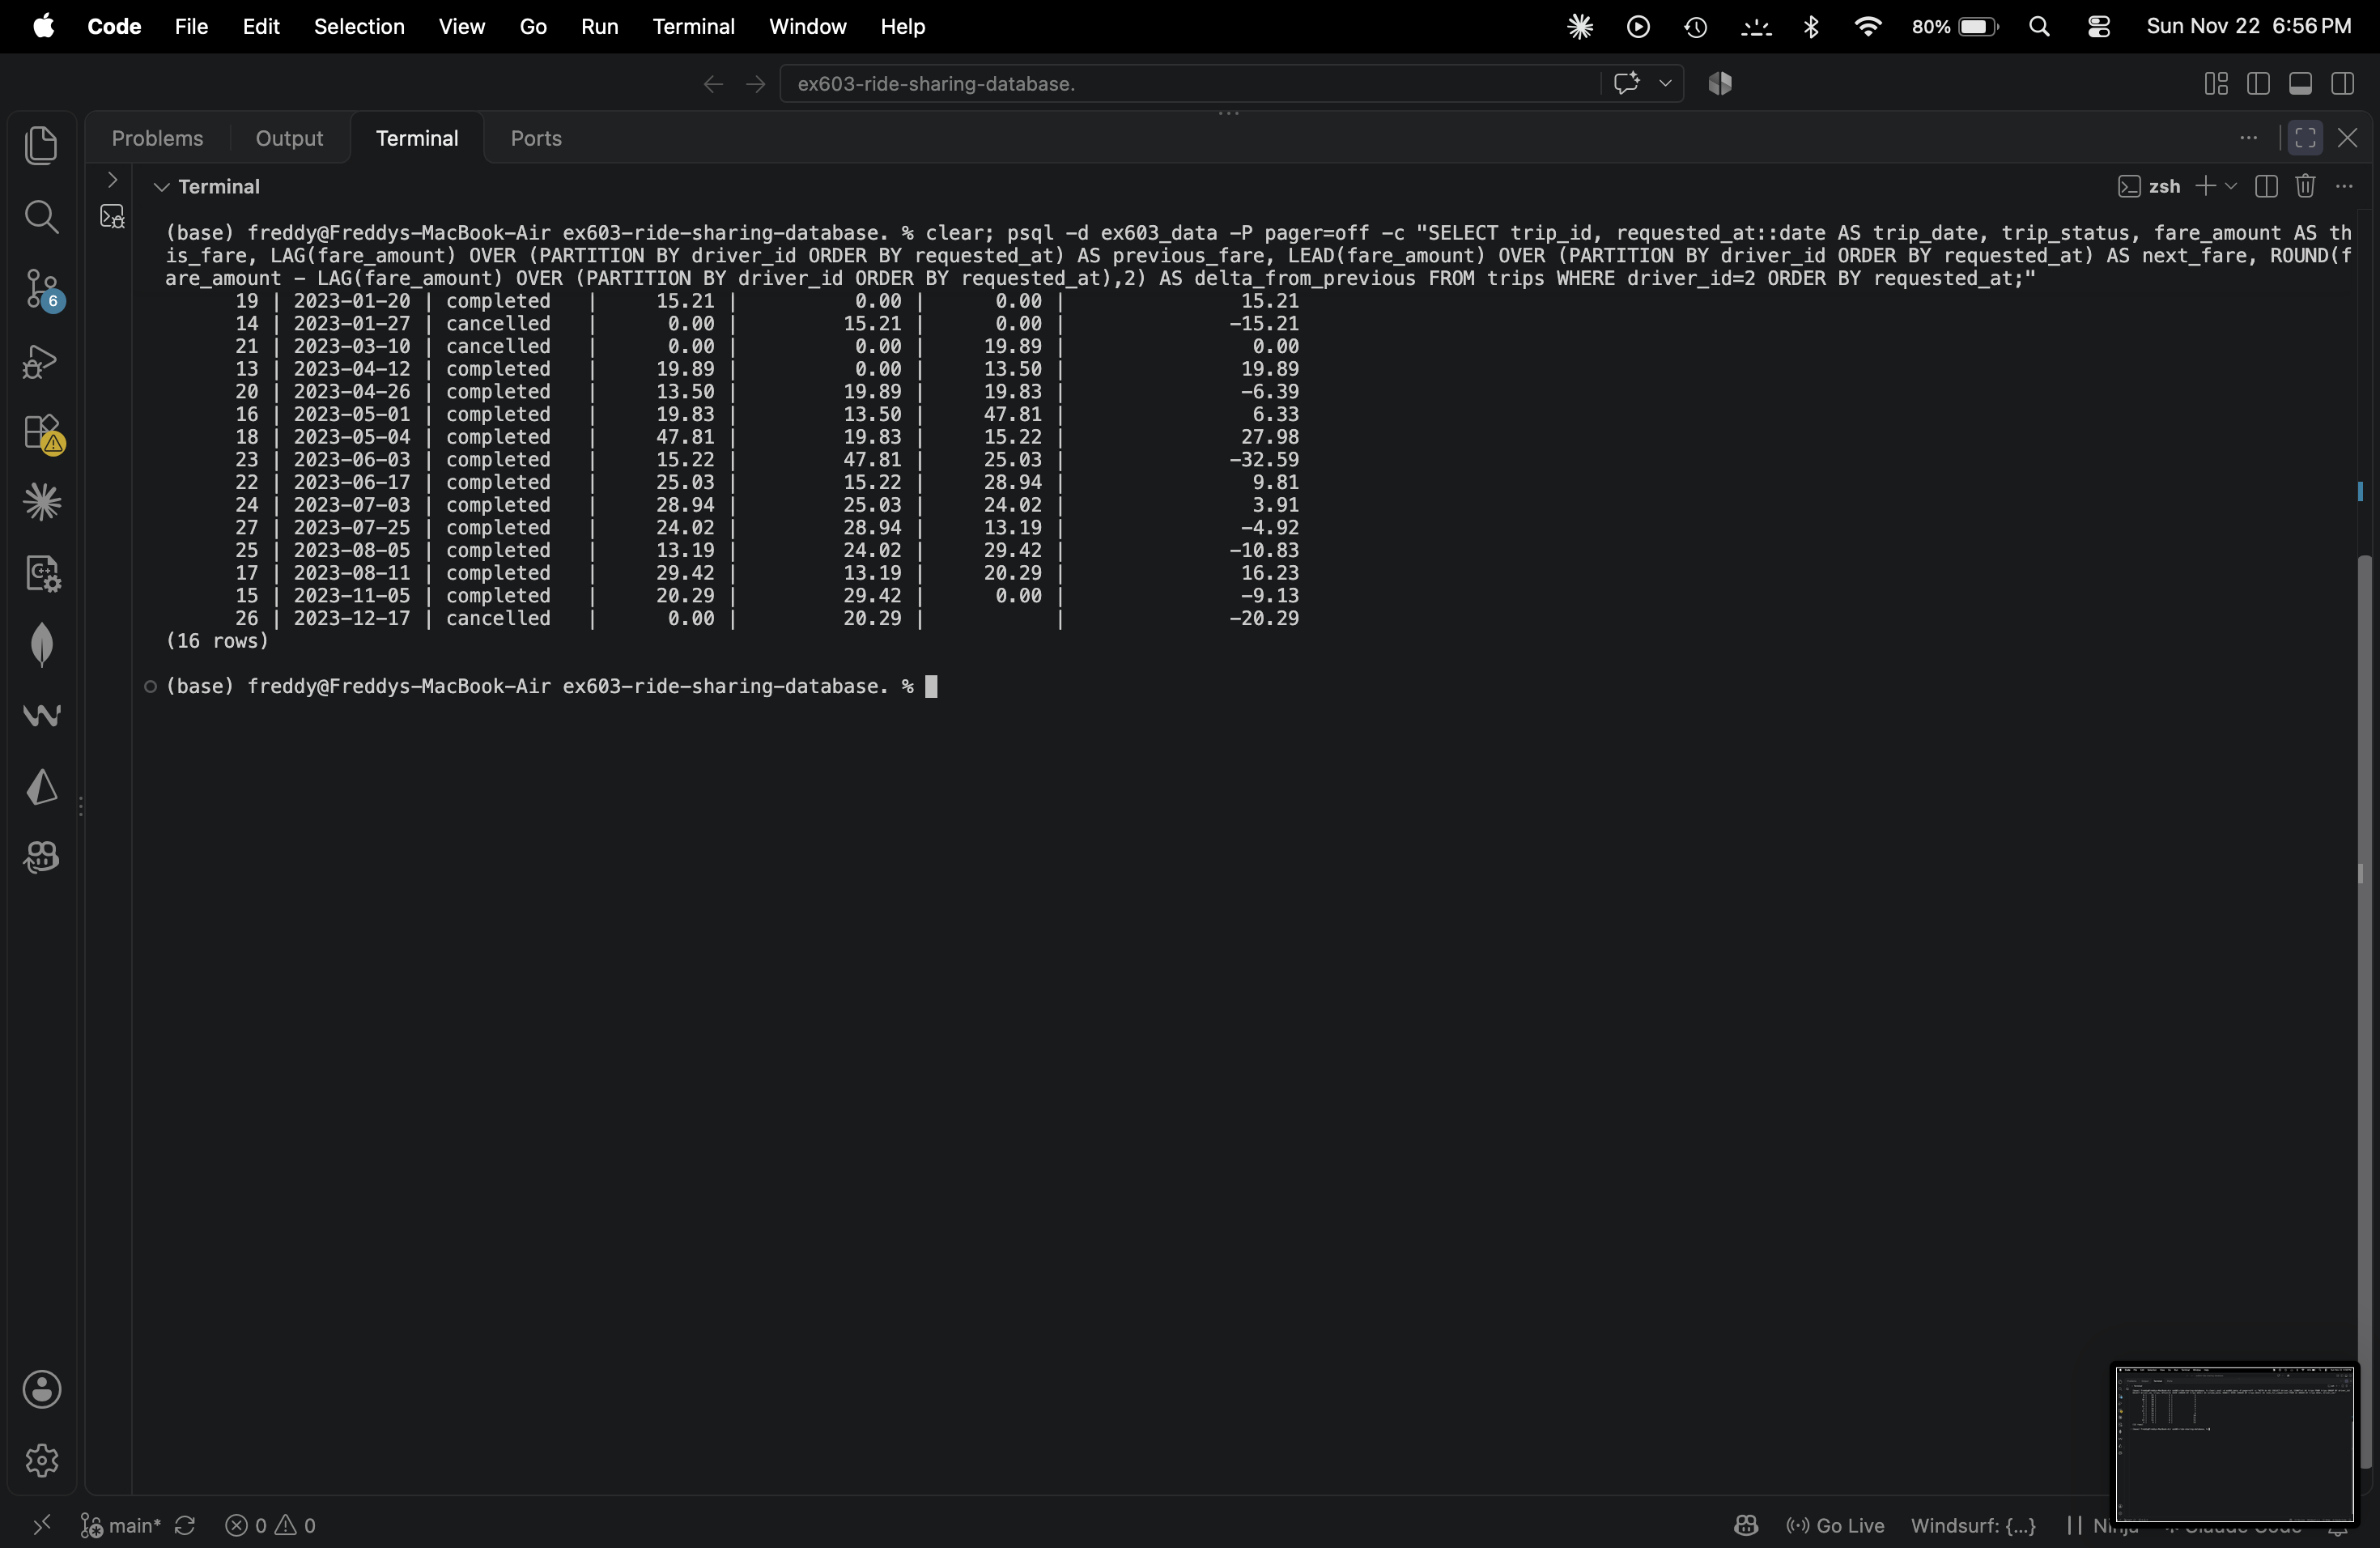 Code File Edit Selection View Go Run Terminal Window Help 80% Sun Nov 22 6:56 PM
ex603-ride-sharing-database.
Problems Output Terminal Ports
Terminal zsh
(base) freddy@Freddys-MacBook-Air ex603-ride-sharing-database. % clear; psql -d ex603_data -P pager=off -c "SELECT trip_id, requested_at::date AS trip_date, trip_status, fare_amount AS th
is_fare, LAG(fare_amount) OVER (PARTITION BY driver_id ORDER BY requested_at) AS previous_fare, LEAD(fare_amount) OVER (PARTITION BY driver_id ORDER BY requested_at) AS next_fare, ROUND(f
are_amount - LAG(fare_amount) OVER (PARTITION BY driver_id ORDER BY requested_at),2) AS delta_from_previous FROM trips WHERE driver_id=2 ORDER BY requested_at;"
19 | 2023-01-20 | completed | 15.21 | 0.00 | 0.00 | 15.21
14 | 2023-01-27 | cancelled | 0.00 | 15.21 | 0.00 | -15.21
21 | 2023-03-10 | cancelled | 0.00 | 0.00 | 19.89 | 0.00
13 | 2023-04-12 | completed | 19.89 | 0.00 | 13.50 | 19.89
20 | 2023-04-26 | completed | 13.50 | 19.89 | 19.83 | -6.39
16 | 2023-05-01 | completed | 19.83 | 13.50 | 47.81 | 6.33
18 | 2023-05-04 | completed | 47.81 | 19.83 | 15.22 | 27.98
23 | 2023-06-03 | completed | 15.22 | 47.81 | 25.03 | -32.59
22 | 2023-06-17 | completed | 25.03 | 15.22 | 28.94 | 9.81
24 | 2023-07-03 | completed | 28.94 | 25.03 | 24.02 | 3.91
27 | 2023-07-25 | completed | 24.02 | 28.94 | 13.19 | -4.92
25 | 2023-08-05 | completed | 13.19 | 24.02 | 29.42 | -10.83
17 | 2023-08-11 | completed | 29.42 | 13.19 | 20.29 | 16.23
15 | 2023-11-05 | completed | 20.29 | 29.42 | 0.00 | -9.13
26 | 2023-12-17 | cancelled | 0.00 | 20.29 | | -20.29
(16 rows)
(base) freddy@Freddys-MacBook-Air ex603-ride-sharing-database. %
6
main* 0 0 Go Live Windsurf: {...} Ninja Claude Code